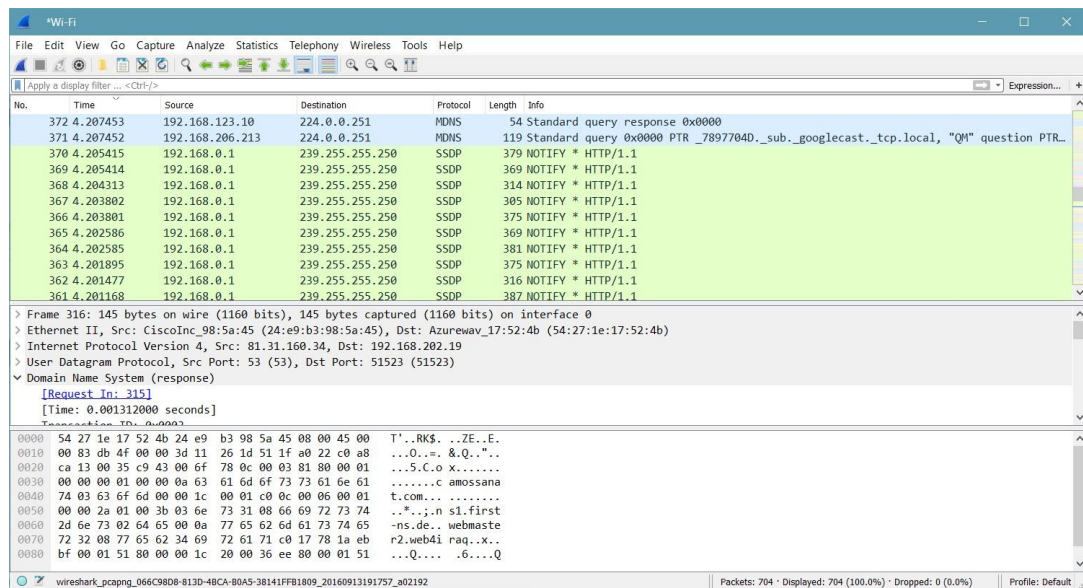 *Wi-Fi
File Edit View Go Capture Analyze Statistics Telephony Wireless Tools Help
Apply a display filter ... <Ctrl-/> Expression... +
No. Time Source Destination Protocol Length Info
372 4.207453 192.168.123.10 224.0.0.251 MDNS 54 Standard query response 0x0000
371 4.207452 192.168.206.213 224.0.0.251 MDNS 119 Standard query 0x0000 PTR _7897704D._sub._googlecast._tcp.local, "QM" question PTR…
370 4.205415 192.168.0.1 239.255.255.250 SSDP 379 NOTIFY * HTTP/1.1
369 4.205414 192.168.0.1 239.255.255.250 SSDP 369 NOTIFY * HTTP/1.1
368 4.204313 192.168.0.1 239.255.255.250 SSDP 314 NOTIFY * HTTP/1.1
367 4.203802 192.168.0.1 239.255.255.250 SSDP 305 NOTIFY * HTTP/1.1
366 4.203801 192.168.0.1 239.255.255.250 SSDP 375 NOTIFY * HTTP/1.1
365 4.202586 192.168.0.1 239.255.255.250 SSDP 369 NOTIFY * HTTP/1.1
364 4.202585 192.168.0.1 239.255.255.250 SSDP 381 NOTIFY * HTTP/1.1
363 4.201895 192.168.0.1 239.255.255.250 SSDP 375 NOTIFY * HTTP/1.1
362 4.201477 192.168.0.1 239.255.255.250 SSDP 316 NOTIFY * HTTP/1.1
361 4.201168 192.168.0.1 239.255.255.250 SSDP 387 NOTIFY * HTTP/1.1
> Frame 316: 145 bytes on wire (1160 bits), 145 bytes captured (1160 bits) on interface 0
> Ethernet II, Src: CiscoInc_98:5a:45 (24:e9:b3:98:5a:45), Dst: Azurewav_17:52:4b (54:27:1e:17:52:4b)
> Internet Protocol Version 4, Src: 81.31.160.34, Dst: 192.168.202.19
> User Datagram Protocol, Src Port: 53 (53), Dst Port: 51523 (51523)
Domain Name System (response)
[Request In: 315]
[Time: 0.001312000 seconds]
Transaction ID: 0x0003
0000 54 27 1e 17 52 4b 24 e9 b3 98 5a 45 08 00 45 00 T'..RK$. ..ZE..E.
0010 00 83 db 4f 00 00 3d 11 26 1d 51 1f a0 22 c0 a8 ...O..=. &.Q.."..
0020 ca 13 00 35 c9 43 00 6f 78 0c 00 03 81 80 00 01 ...5.C.o x.......
0030 00 00 00 01 00 00 0a 63 61 6d 6f 73 73 61 6e 61 .......c amossana
0040 74 03 63 6f 6d 00 00 1c 00 01 c0 0c 00 06 00 01 t.com... ........
0050 00 00 2a 01 00 3b 03 6e 73 31 08 66 69 72 73 74 ..*..;.n s1.first
0060 2d 6e 73 02 64 65 00 0a 77 65 62 6d 61 73 74 65 -ns.de.. webmaste
0070 72 32 08 77 65 62 34 69 72 61 71 c0 17 78 1a eb r2.web4i raq..x..
0080 bf 00 01 51 80 00 00 1c 20 00 36 ee 80 00 01 51 ...Q.... .6....Q
wireshark_pcapng_066C98D8-813D-4BCA-B0A5-38141FFB1809_20160913191757_a02192 Packets: 704 · Displayed: 704 (100.0%) · Dropped: 0 (0.0%) Profile: Default